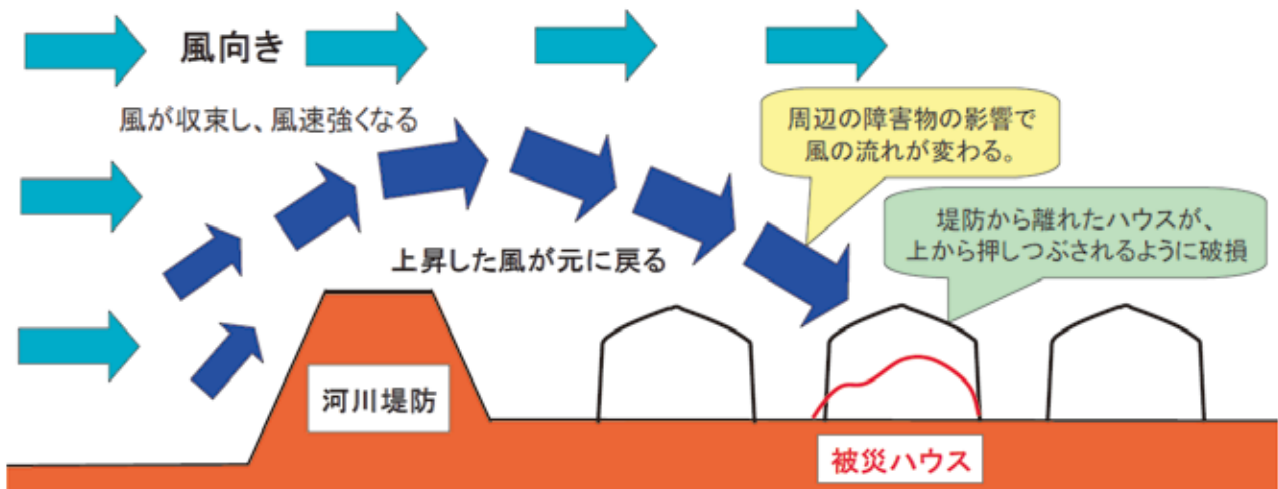 風向き
風が収束し、風速強くなる
周辺の障害物の影響で
風の流れが変わる。
堤防から離れたハウスが、
上から押しつぶされるように破損
上昇した風が元に戻る
河川堤防
被災ハウス